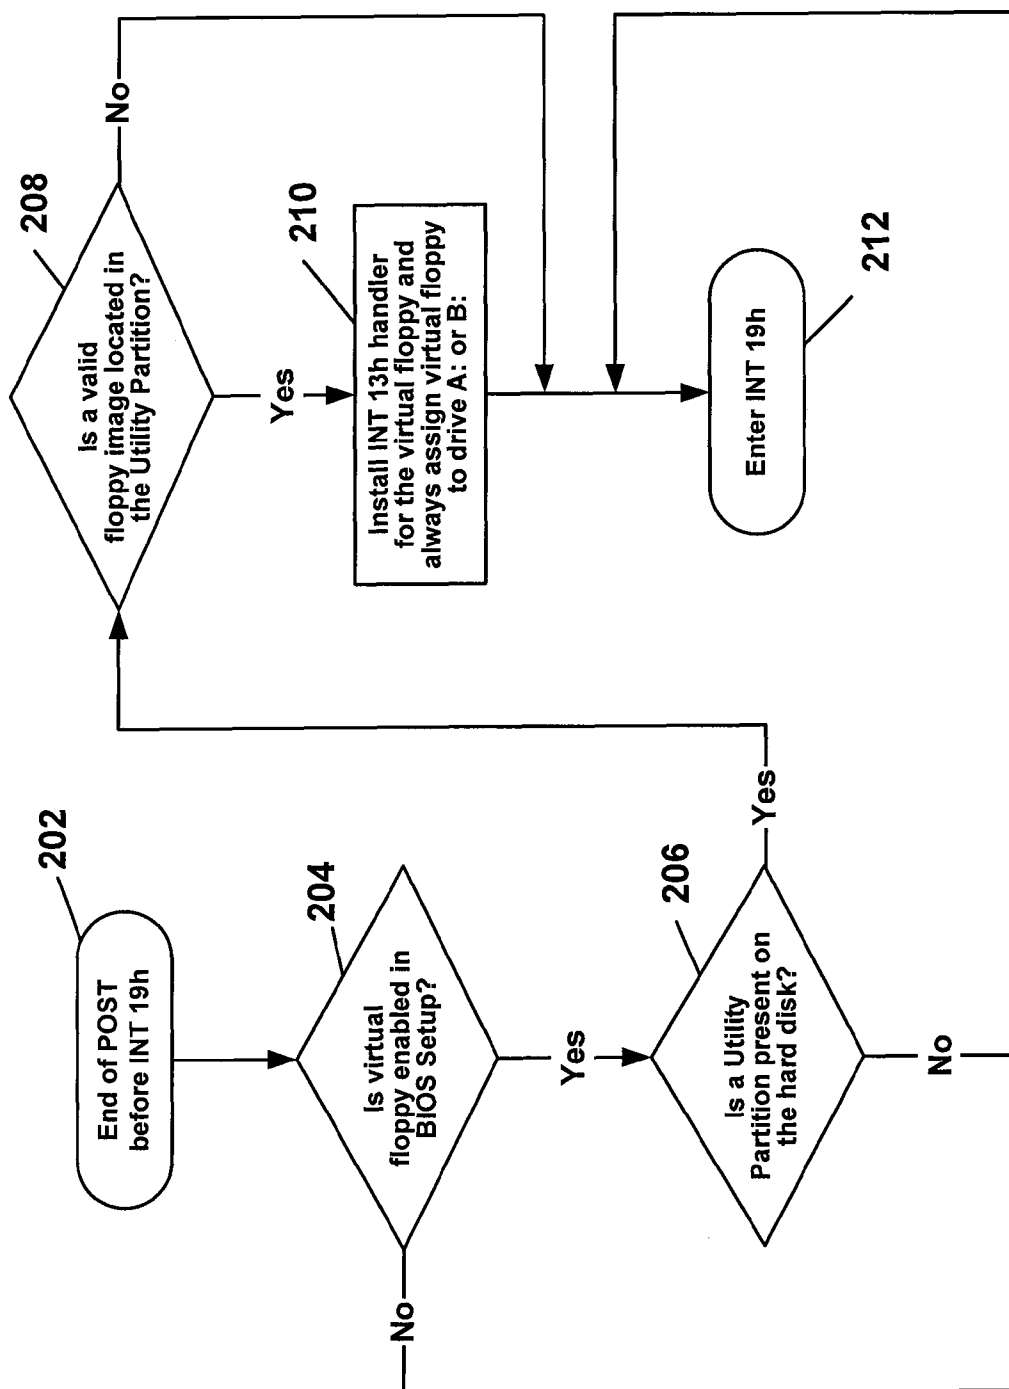 202
End of POST
before INT 19h
204
Is virtual
floppy enabled in
BIOS Setup?
No
Yes
206
Is a Utility
Partition present on
the hard disk?
Yes
No
208
Is a valid
floppy image located in
the Utility Partition?
No
Yes
210
Install INT 13h handler
for the virtual floppy and
always assign virtual floppy
to drive A: or B:
Enter INT 19h
212